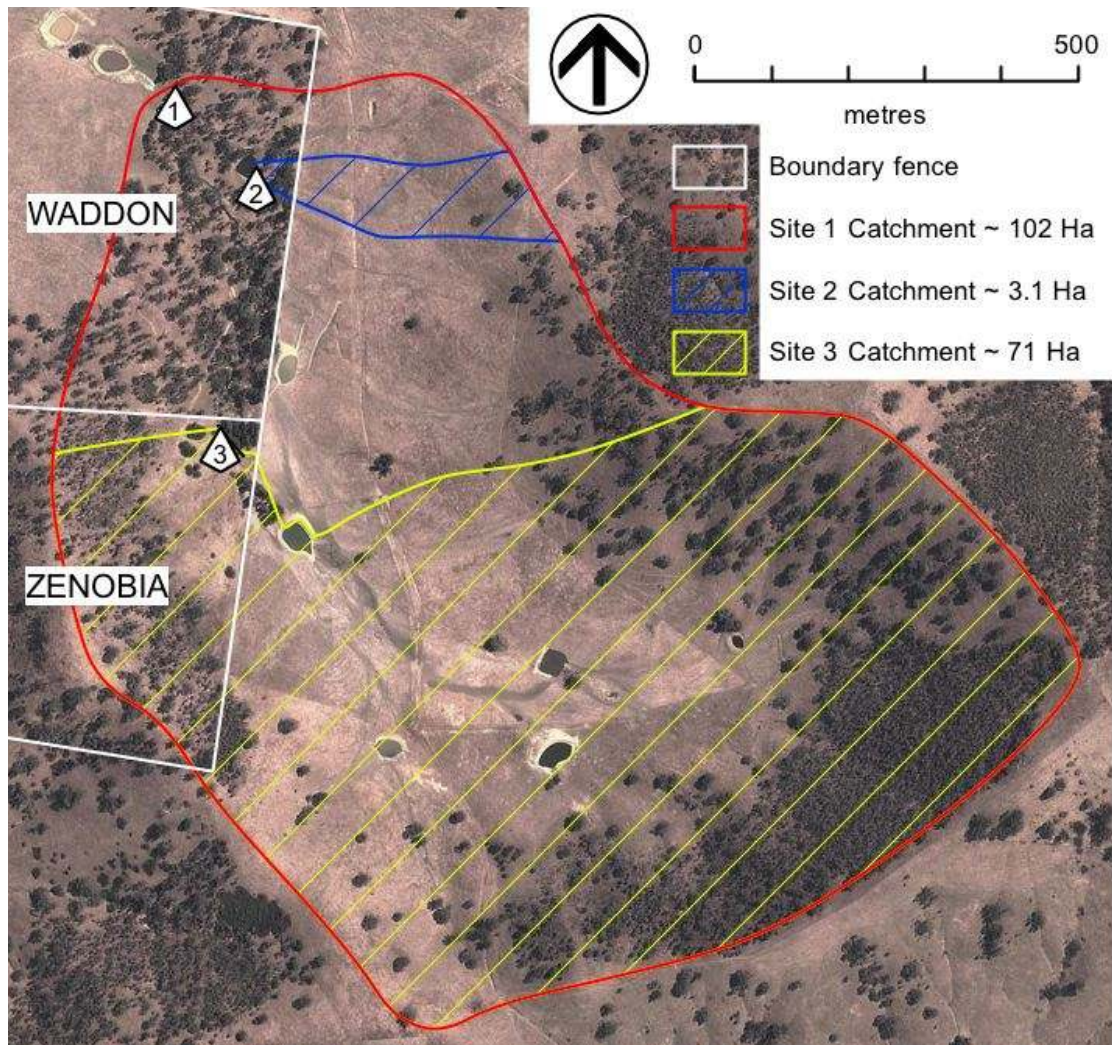 0 500
metres
Boundary fence
Site 1 Catchment ~ 102 Ha
Site 2 Catchment ~ 3.1 Ha
Site 3 Catchment ~ 71 Ha
1
2
WADDON
3
ZENOBIA